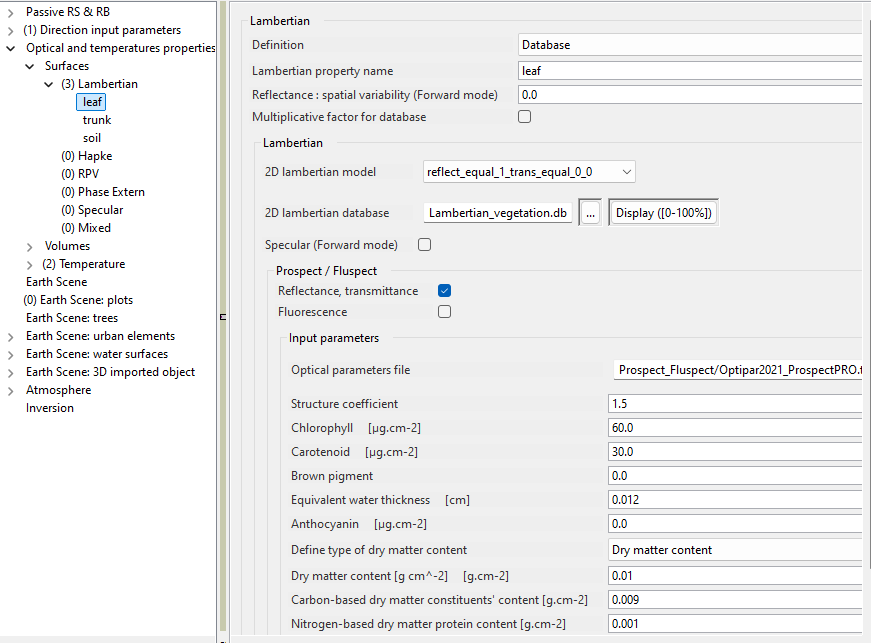 Passive RS & RB
(1) Direction input parameters
Optical and temperatures properties
Surfaces
(3) Lambertian
leaf
trunk
soil
(0) Hapke
(0) RPV
(0) Phase Extern
(0) Specular
(0) Mixed
Volumes
(2) Temperature
Earth Scene
(0) Earth Scene: plots
Earth Scene: trees
Earth Scene: urban elements
Earth Scene: water surfaces
Earth Scene: 3D imported object
Atmosphere
Inversion
Lambertian
Definition Database
Lambertian property name leaf
Reflectance : spatial variability (Forward mode) 0.0
Multiplicative factor for database
Lambertian
2D lambertian model reflect_equal_1_trans_equal_0_0
2D lambertian database Lambertian_vegetation.db ... Display ([0-100%])
Specular (Forward mode)
Prospect / Fluspect
Reflectance, transmittance
Fluorescence
Input parameters
Optical parameters file Prospect_Fluspect/Optipar2021_ProspectPRO.t
Structure coefficient 1.5
Chlorophyll [µg.cm-2] 60.0
Carotenoid [µg.cm-2] 30.0
Brown pigment 0.0
Equivalent water thickness [cm] 0.012
Anthocyanin [µg.cm-2] 0.0
Define type of dry matter content Dry matter content
Dry matter content [g cm^-2] [g.cm-2] 0.01
Carbon-based dry matter constituents' content [g.cm-2] 0.009
Nitrogen-based dry matter protein content [g.cm-2] 0.001